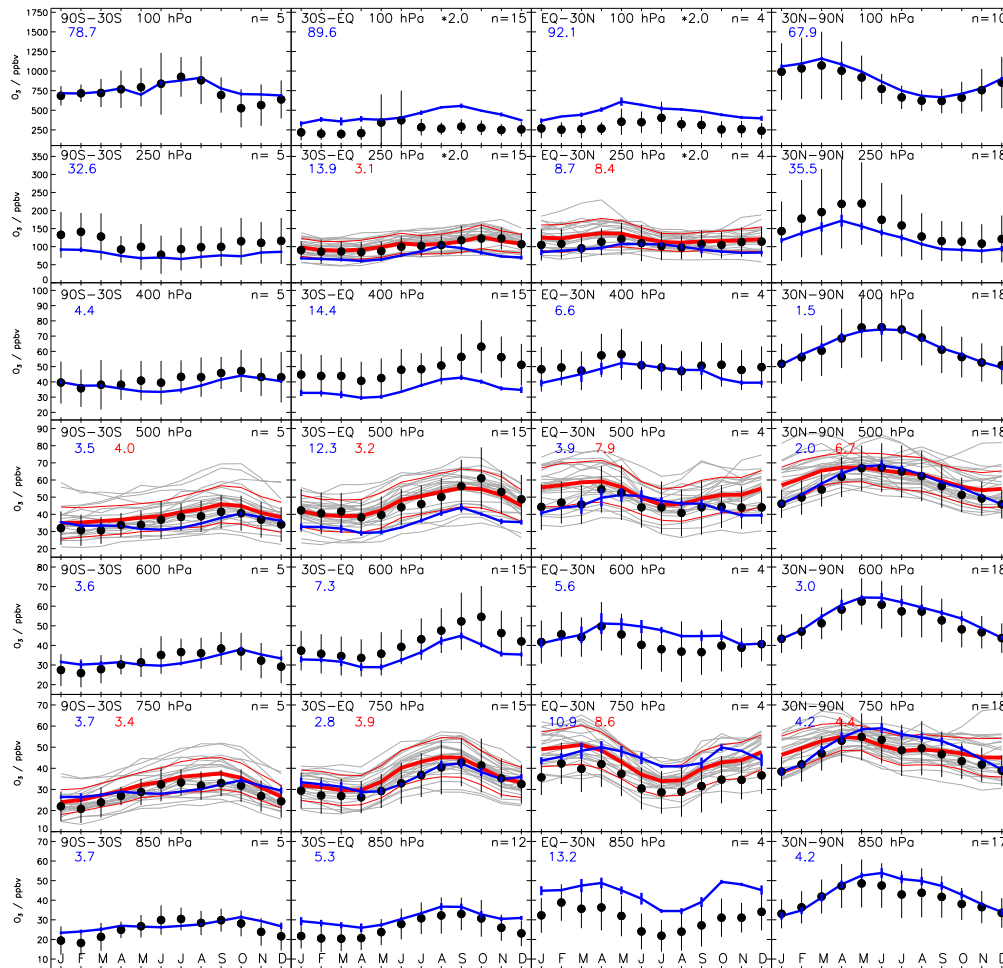 90S-30S 100 hPa n= 5
30S-EQ 100 hPa *2.0 n=15
EQ-30N 100 hPa *2.0 n= 4
30N-90N 100 hPa n=10
78.7
89.6
92.1
67.9
O₃ / ppbv
1750
1500
1250
1000
750
500
250
90S-30S 250 hPa n= 5
30S-EQ 250 hPa *2.0 n=15
EQ-30N 250 hPa *2.0 n= 4
30N-90N 250 hPa n=18
32.6
13.9 3.1
8.7 8.4
35.5
O₃ / ppbv
350
300
250
200
150
100
50
0
90S-30S 400 hPa n= 5
30S-EQ 400 hPa n=15
EQ-30N 400 hPa n= 4
30N-90N 400 hPa n=18
4.4
14.4
6.6
1.5
O₃ / ppbv
100
90
80
70
60
50
40
30
20
90S-30S 500 hPa n= 5
30S-EQ 500 hPa n=15
EQ-30N 500 hPa n= 4
30N-90N 500 hPa n=18
3.5 4.0
12.3 3.2
3.9 7.9
2.0 6.7
O₃ / ppbv
90
80
70
60
50
40
30
20
90S-30S 600 hPa n= 5
30S-EQ 600 hPa n=15
EQ-30N 600 hPa n= 4
30N-90N 600 hPa n=18
3.6
7.3
5.6
3.0
O₃ / ppbv
80
70
60
50
40
30
20
90S-30S 750 hPa n= 5
30S-EQ 750 hPa n=15
EQ-30N 750 hPa n= 4
30N-90N 750 hPa n=18
3.7 3.4
2.8 3.9
10.9 8.6
4.2 4.4
O₃ / ppbv
70
60
50
40
30
20
10
90S-30S 850 hPa n= 5
30S-EQ 850 hPa n=12
EQ-30N 850 hPa n= 4
30N-90N 850 hPa n=17
3.7
5.3
13.2
4.2
O₃ / ppbv
70
60
50
40
30
20
10
J F M A M J J A S O N D
J F M A M J J A S O N D
J F M A M J J A S O N D
J F M A M J J A S O N D